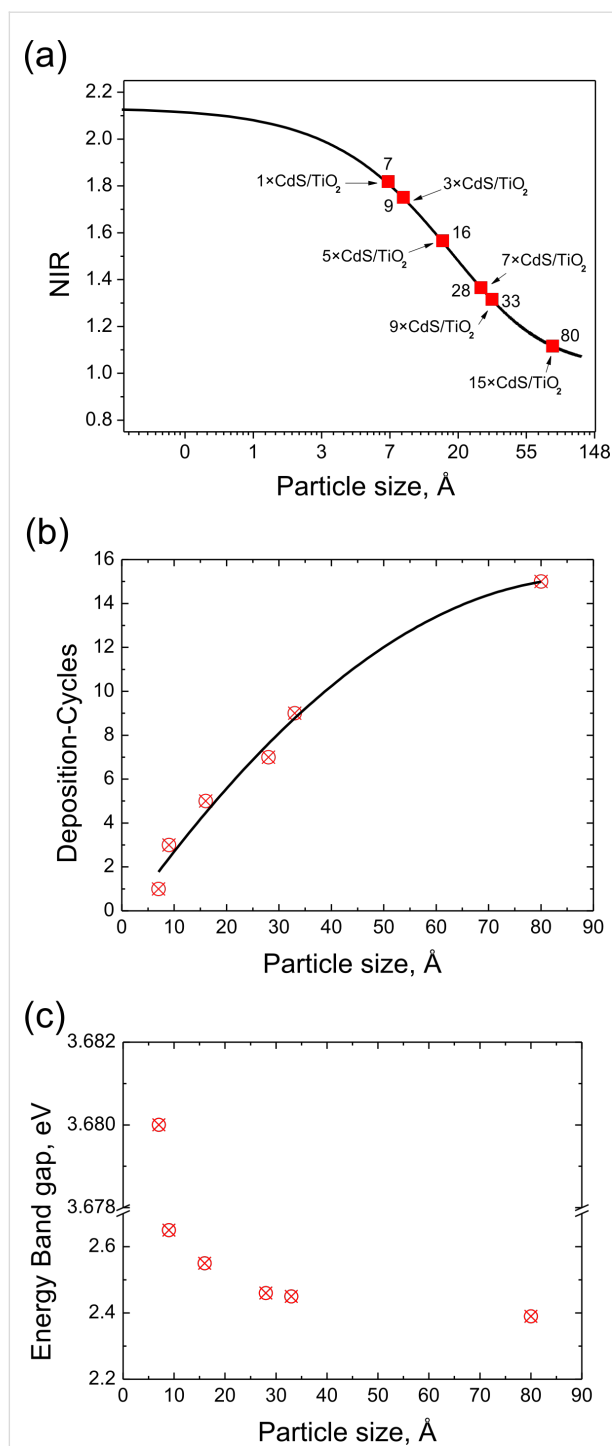 (a)
2.2
2.0
1.8
1.6
1.4
1.2
1.0
0.8
NIR
7
1×CdS/TiO2
3×CdS/TiO2
9
16
5×CdS/TiO2
7×CdS/TiO2
28
33
9×CdS/TiO2
80
15×CdS/TiO2
0 1 3 7 20 55 148
Particle size, Å
(b)
16
14
12
10
8
6
4
2
0
Deposition-Cycles
0 10 20 30 40 50 60 70 80 90
Particle size, Å
(c)
3.682
3.680
3.678
2.6
2.4
2.2
Energy Band gap, eV
0 10 20 30 40 50 60 70 80 90
Particle size, Å